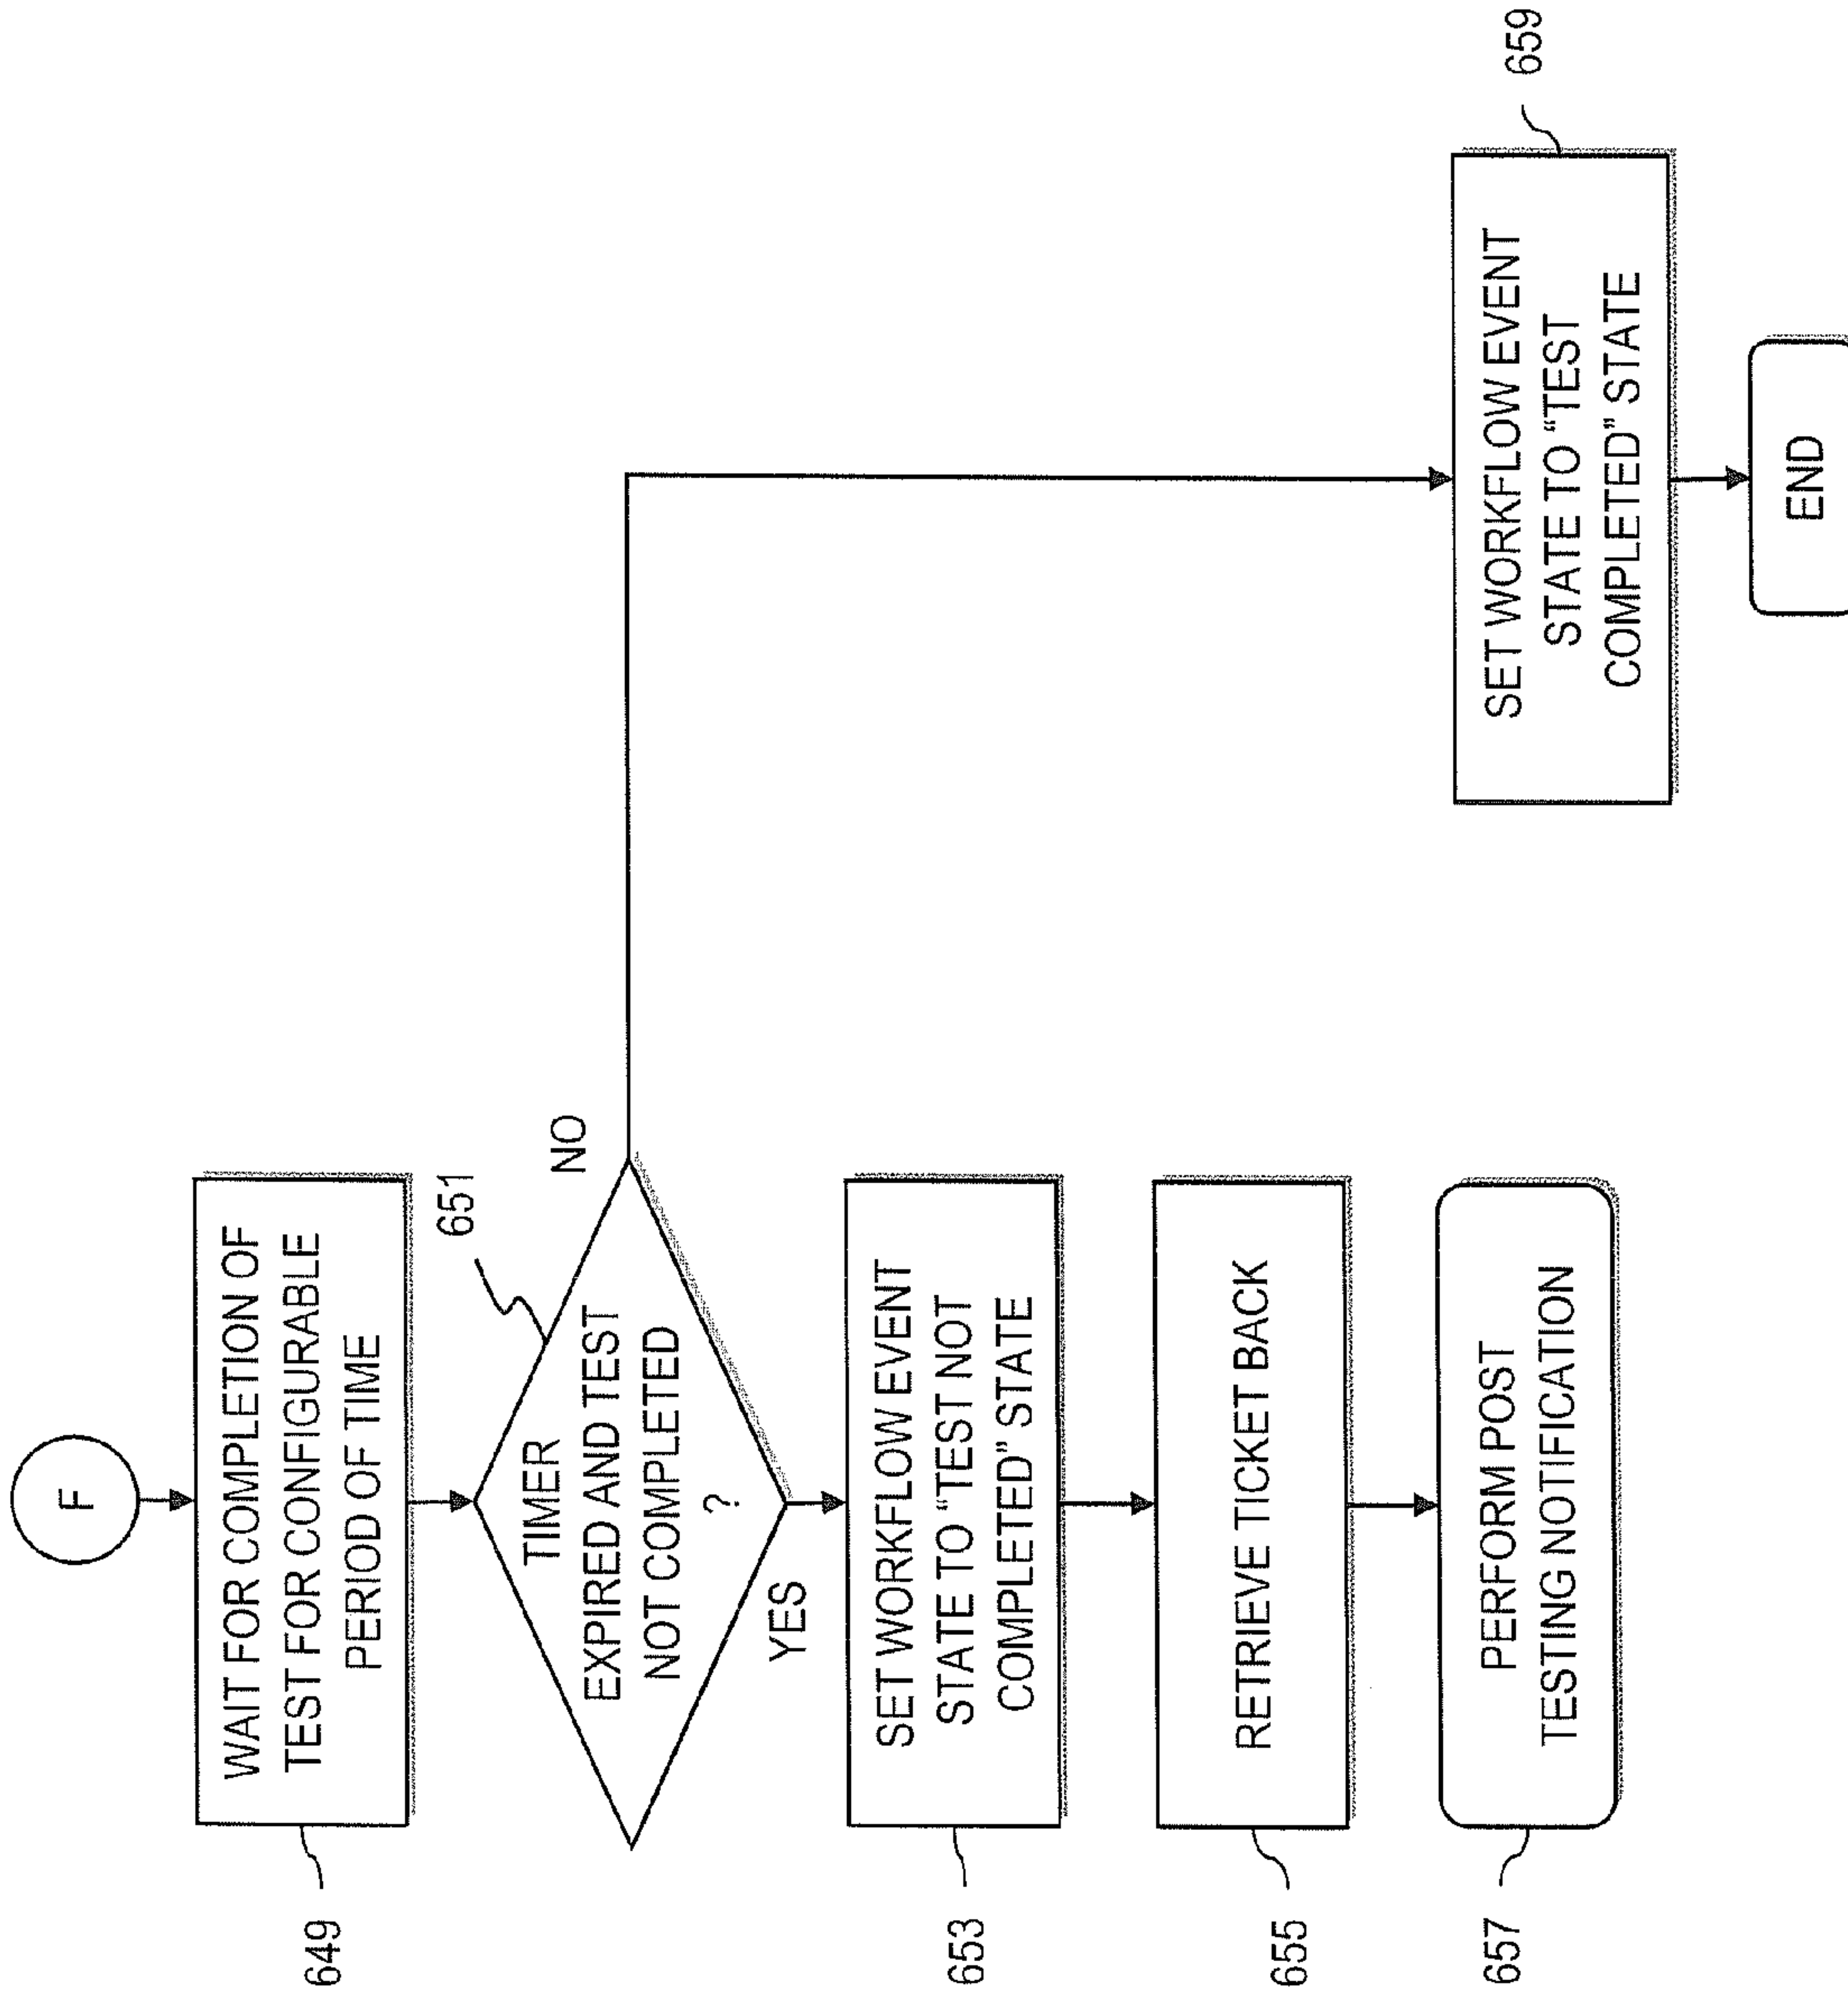 F
WAIT FOR COMPLETION OF
TEST FOR CONFIGURABLE
PERIOD OF TIME
649
651
TIMER
EXPIRED AND TEST
NOT COMPLETED
?
NO
YES
SET WORKFLOW EVENT
STATE TO "TEST NOT
COMPLETED" STATE
653
RETRIEVE TICKET BACK
655
PERFORM POST
TESTING NOTIFICATION
657
SET WORKFLOW EVENT
STATE TO "TEST
COMPLETED" STATE
659
END